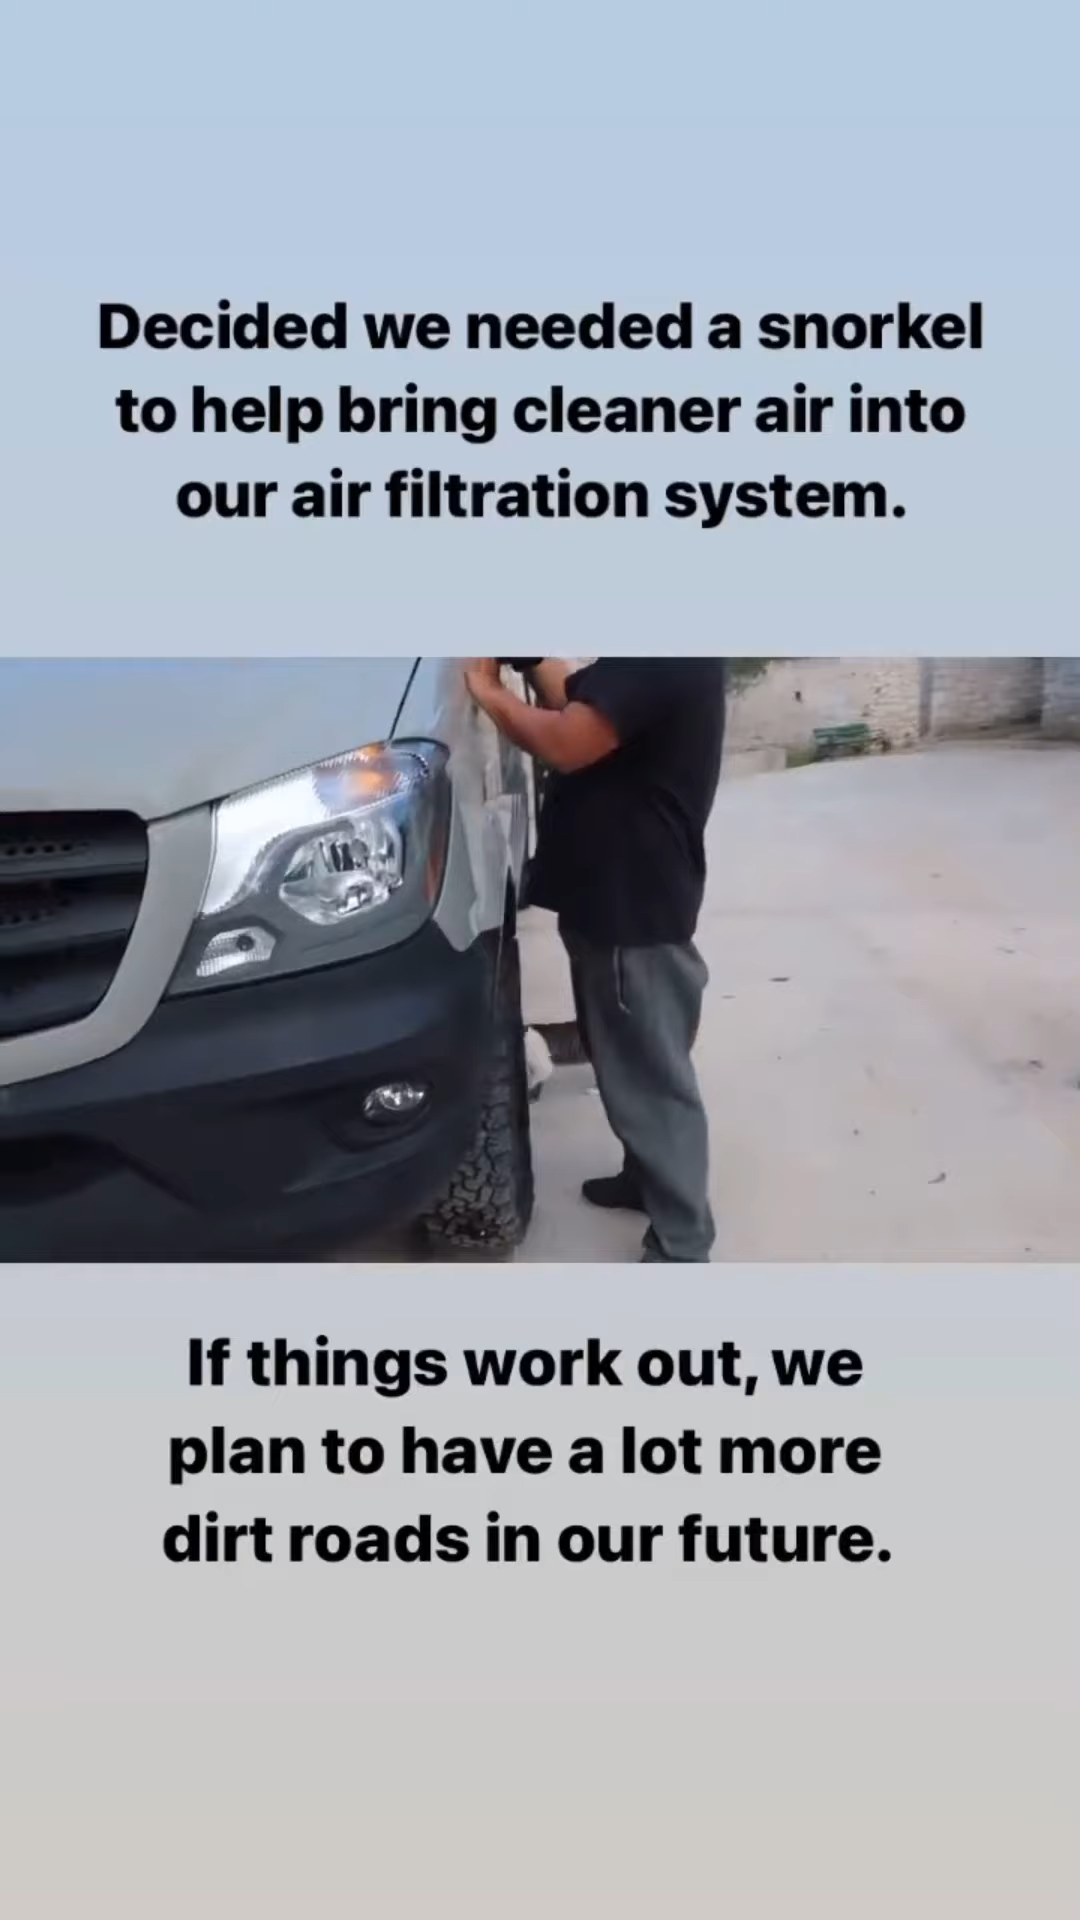 Decided we needed a snorkel
to help bring cleaner air into
our air filtration system.
If things work out, we
plan to have a lot more
dirt roads in our future.